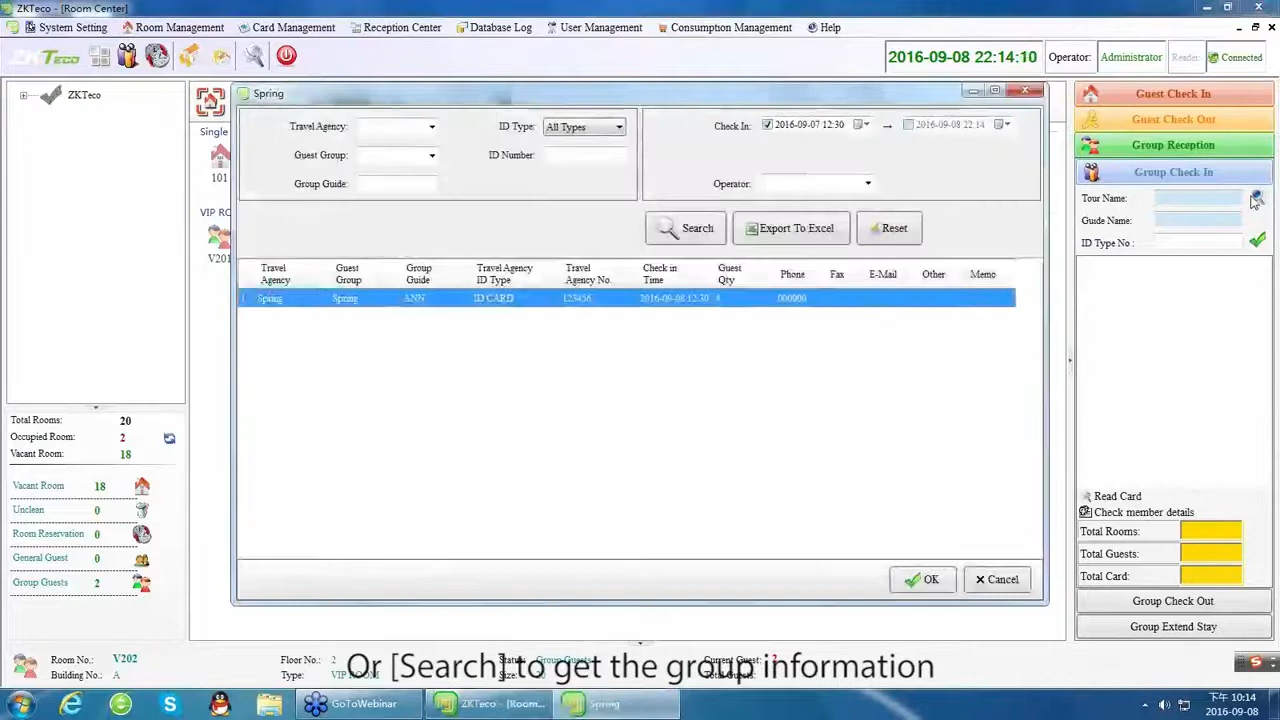 ZKTeco - [Room Center]
System Setting Room Management Card Management Reception Center Database Log User Management Consumption Management Help
ZKTeco 2016-09-08 22:14:10 Operator: Administrator Reader: Connected
ZKTeco
Single
101
VIP RO
V201
Spring
Travel Agency: ID Type: All Types Check In: 2016-09-07 12:30 → 2016-09-08 22:14
Guest Group: ID Number:
Group Guide: Operator:
Search Export To Excel Reset
Travel Agency Guest Group Group Guide Travel Agency ID Type Travel Agency No. Check in Time Guest Qty Phone Fax E-Mail Other Memo
1 Spring Spring ANN ID CARD 123456 2016-09-08 12:30 4 000000
OK Cancel
Guest Check In
Guest Check Out
Group Reception
Group Check In
Tour Name:
Guide Name:
ID Type No :
Read Card
Check member details
Total Rooms:
Total Guests:
Total Card:
Group Check Out
Group Extend Stay
Total Rooms: 20
Occupied Room: 2
Vacant Room: 18
Vacant Room 18
Unclean 0
Room Reservation 0
General Guest 0
Group Guests 2
Room No.: V202 Floor No.: 2 Status: Group Guests Current Guest: 2
Building No.: A Type: VIP ROOM Size: Total Guests:
Or [Search] to get the group information
GoToWebinar ZKTeco - [Room... Spring
下午 10:14
2016-09-08